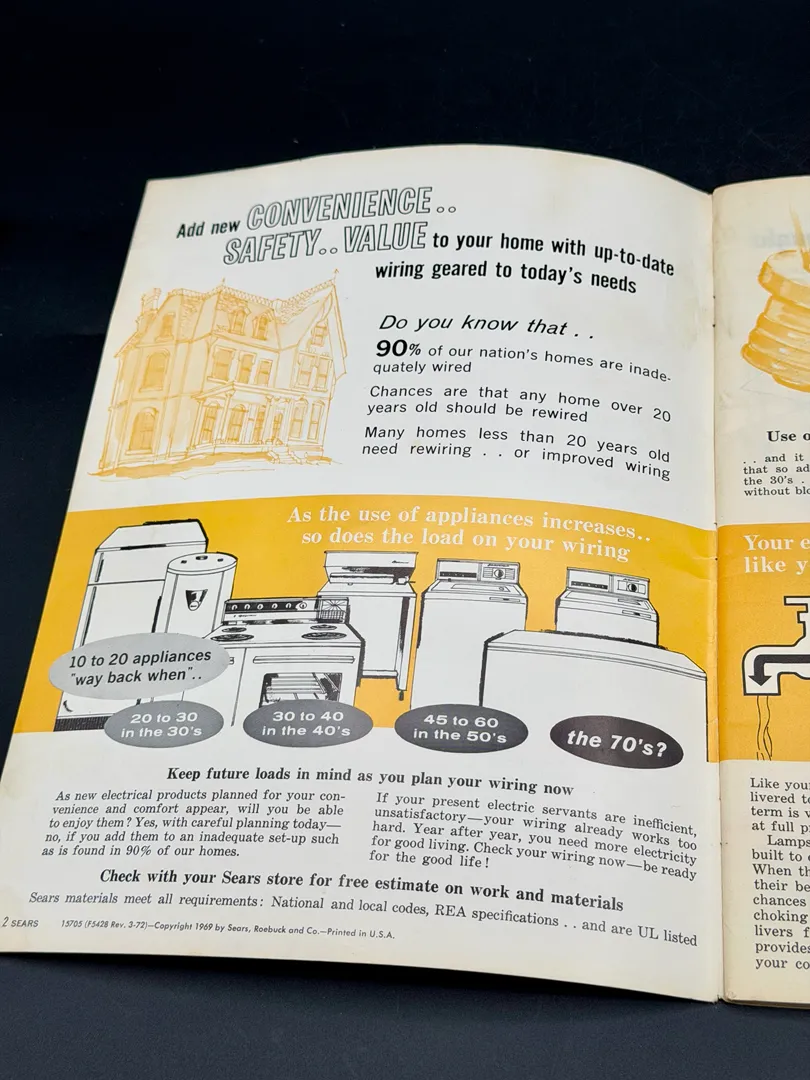 Add new CONVENIENCE..
SAFETY.. VALUE to your home with up-to-date
wiring geared to today's needs
Do you know that . .
90% of our nation's homes are inade-
quately wired
Chances are that any home over 20
years old should be rewired
Many homes less than 20 years old
need rewiring . . or improved wiring
As the use of appliances increases..
so does the load on your wiring
10 to 20 appliances
"way back when"..
20 to 30
in the 30's
30 to 40
in the 40's
45 to 60
in the 50's
the 70's?
Keep future loads in mind as you plan your wiring now
As new electrical products planned for your con-
venience and comfort appear, will you be able
to enjoy them? Yes, with careful planning today—
no, if you add them to an inadequate set-up such
as is found in 90% of our homes.
If your present electric servants are inefficient,
unsatisfactory—your wiring already works too
hard. Year after year, you need more electricity
for good living. Check your wiring now—be ready
for the good life!
Check with your Sears store for free estimate on work and materials
Sears materials meet all requirements: National and local codes, REA specifications . . and are UL listed
2 SEARS 15705 (F5428 Rev. 3-72)—Copyright 1969 by Sears, Roebuck and Co.—Printed in U.S.A.
Use
. . and it
that so
the 30's .
without
Your
like
Like
term is
at full
Lamps
built to
When
their
chances
choking
livers
provides
your